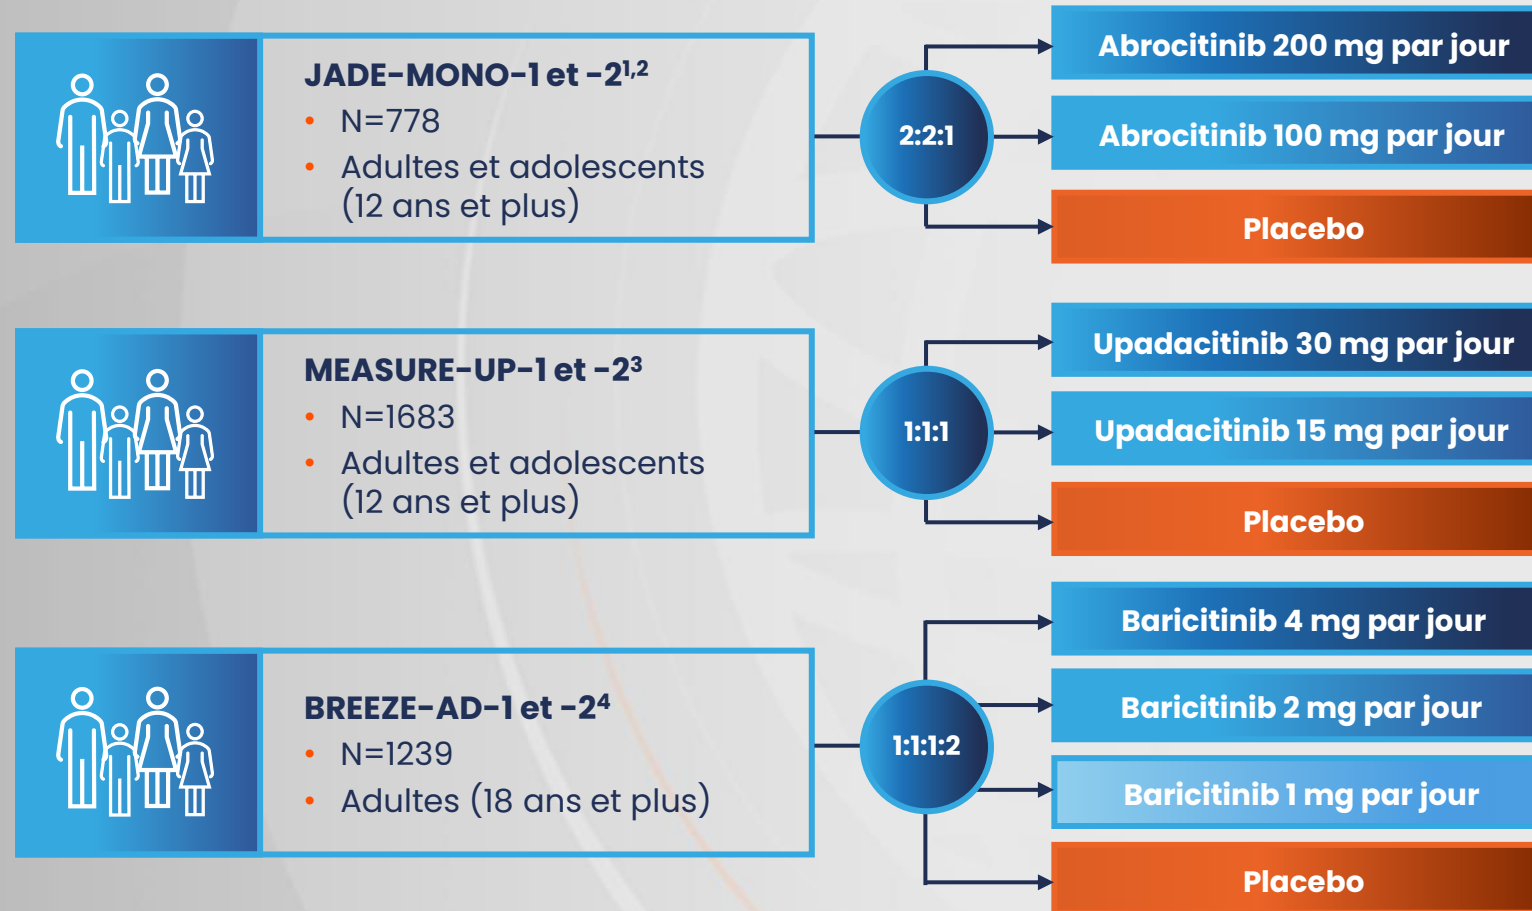 JADE-MONO-1 et -2¹,²
• N=778
• Adultes et adolescents
(12 ans et plus)
2:2:1
Abrocitinib 200 mg par jour
Abrocitinib 100 mg par jour
Placebo
MEASURE-UP-1 et -2³
• N=1683
• Adultes et adolescents
(12 ans et plus)
1:1:1
Upadacitinib 30 mg par jour
Upadacitinib 15 mg par jour
Placebo
BREEZE-AD-1 et -2⁴
• N=1239
• Adultes (18 ans et plus)
1:1:1:2
Baricitinib 4 mg par jour
Baricitinib 2 mg par jour
Baricitinib 1 mg par jour
Placebo